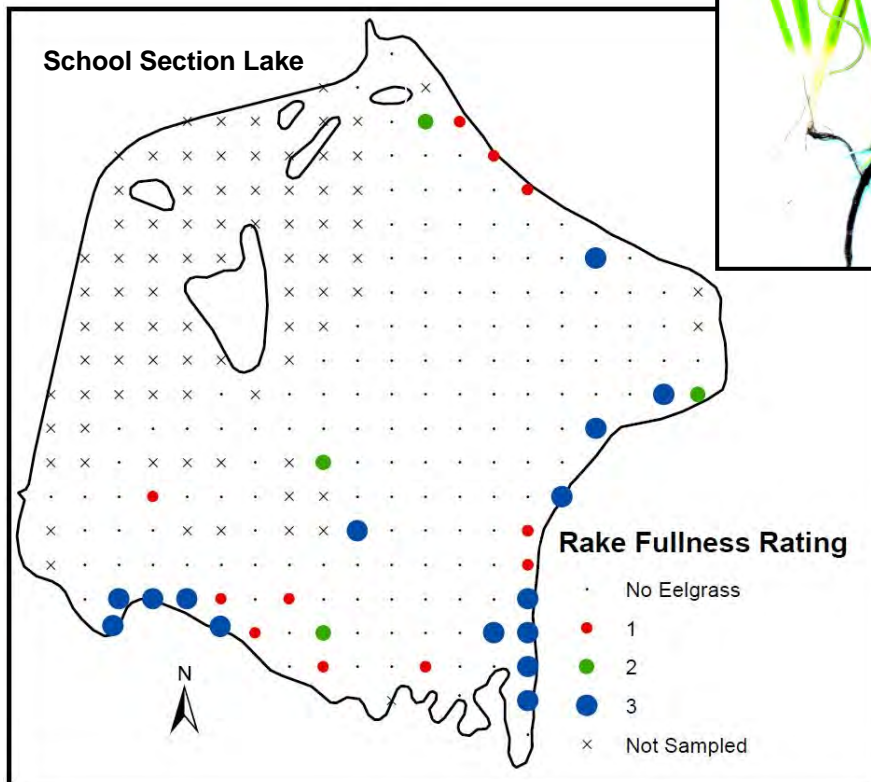 School Section Lake
Rake Fullness Rating
No Eelgrass
1
2
3
Not Sampled
N